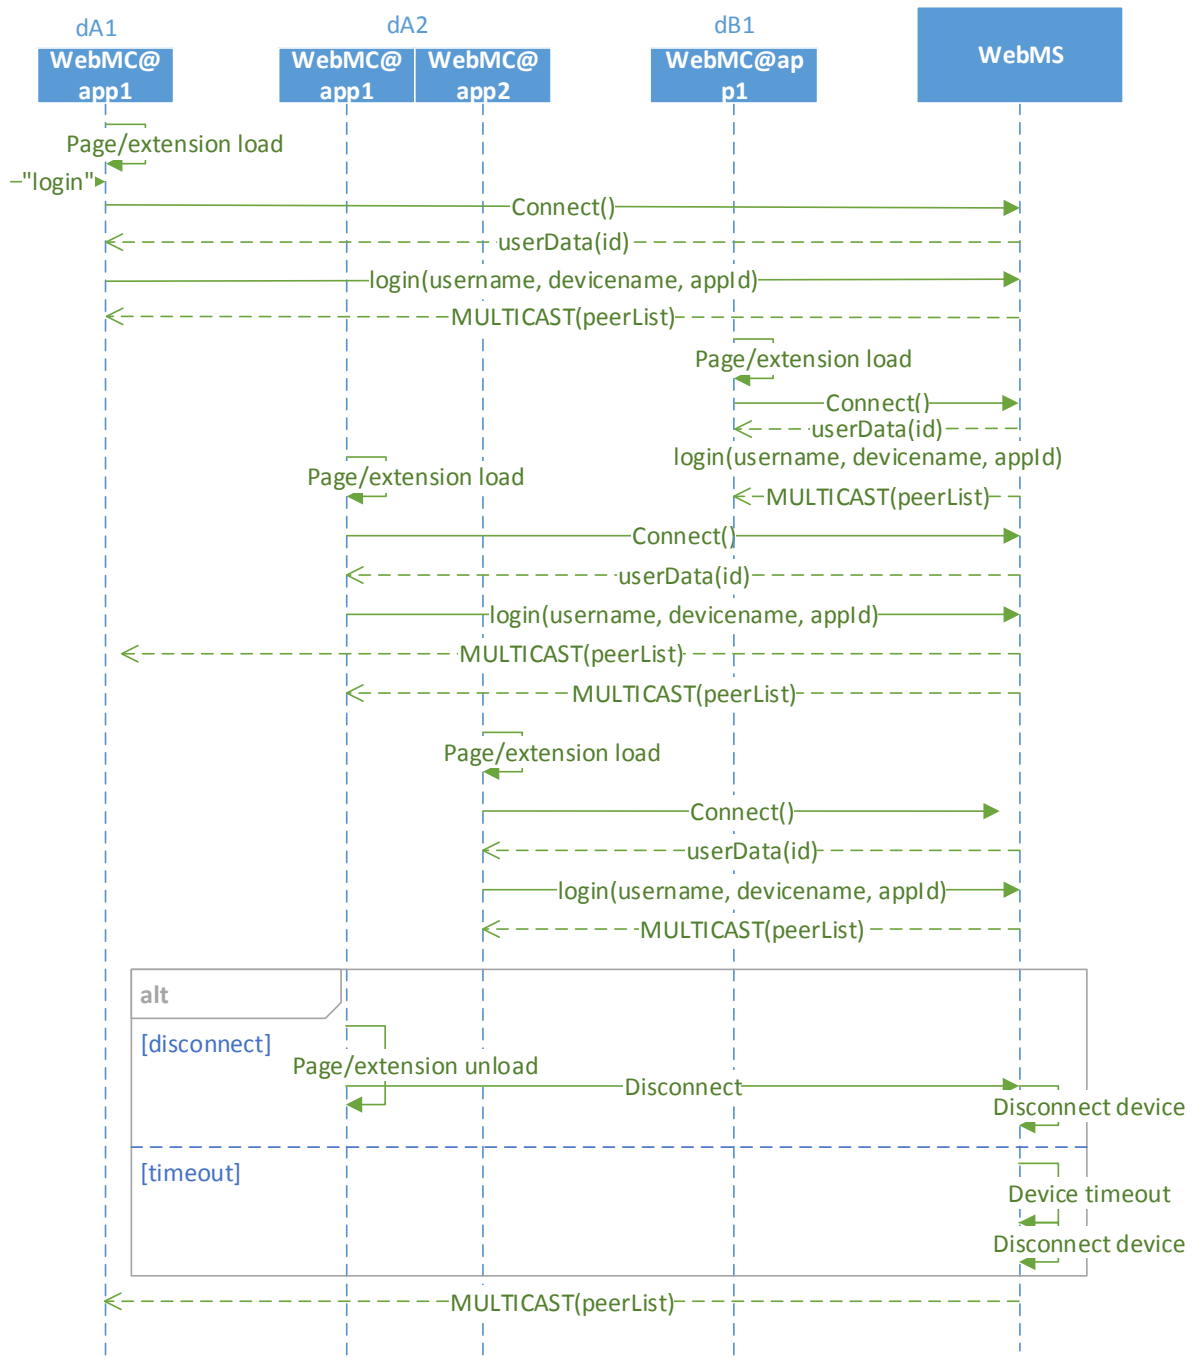 dA1
dA2
dB1
WebMC@
app1
WebMC@
app1
WebMC@
app2
WebMC@ap
p1
WebMS
Page/extension load
"login"
Connect()
userData(id)
login(username, devicename, appId)
MULTICAST(peerList)
Page/extension load
Connect()
userData(id)
login(username, devicename, appId)
Page/extension load
MULTICAST(peerList)
Connect()
userData(id)
login(username, devicename, appId)
MULTICAST(peerList)
MULTICAST(peerList)
Page/extension load
Connect()
userData(id)
login(username, devicename, appId)
MULTICAST(peerList)
alt
[disconnect]
Page/extension unload
Disconnect
Disconnect device
[timeout]
Device timeout
Disconnect device
MULTICAST(peerList)